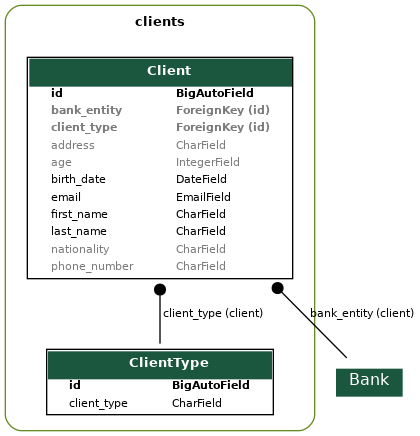 clients
Client
id BigAutoField
bank_entity ForeignKey (id)
client_type ForeignKey (id)
address CharField
age IntegerField
birth_date DateField
email EmailField
first_name CharField
last_name CharField
nationality CharField
phone_number CharField
client_type (client)
bank_entity (client)
ClientType
id BigAutoField
client_type CharField
Bank